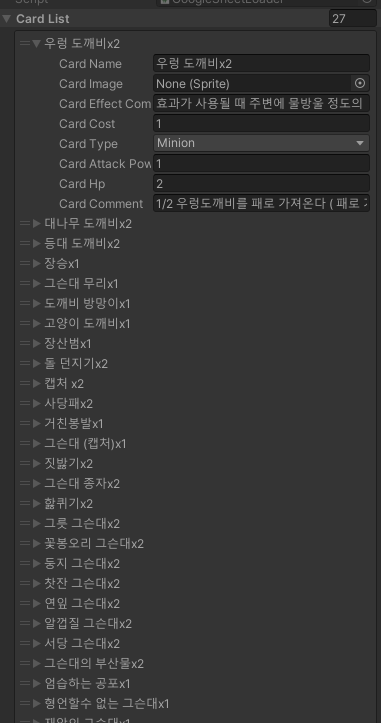 Script
GoogleSheetLoader
Card List 27
우렁 도깨비x2
Card Name 우렁 도깨비x2
Card Image None (Sprite)
Card Effect Com 효과가 사용될 때 주변에 물방울 정도의
Card Cost 1
Card Type Minion
Card Attack Pow 1
Card Hp 2
Card Comment 1/2 우렁도깨비를 패로 가져온다 ( 패로
대나무 도깨비x2
등대 도깨비x2
장승x1
그슨대 무리x1
도깨비 방망이x1
고양이 도깨비x1
장산범x1
돌 던지기x2
캡처 x2
사당패x2
거친봉발x1
그슨대 (캡처)x1
짓밟기x2
그슨대 종자x2
핧퀴기x2
그릇 그슨대x2
꽃봉오리 그슨대x2
둥지 그슨대x2
찻잔 그슨대x2
연잎 그슨대x2
알껍질 그슨대x2
서당 그슨대x2
그슨대의 부산물x2
엄습하는 공포x1
형언할수 없는 그슨대x1